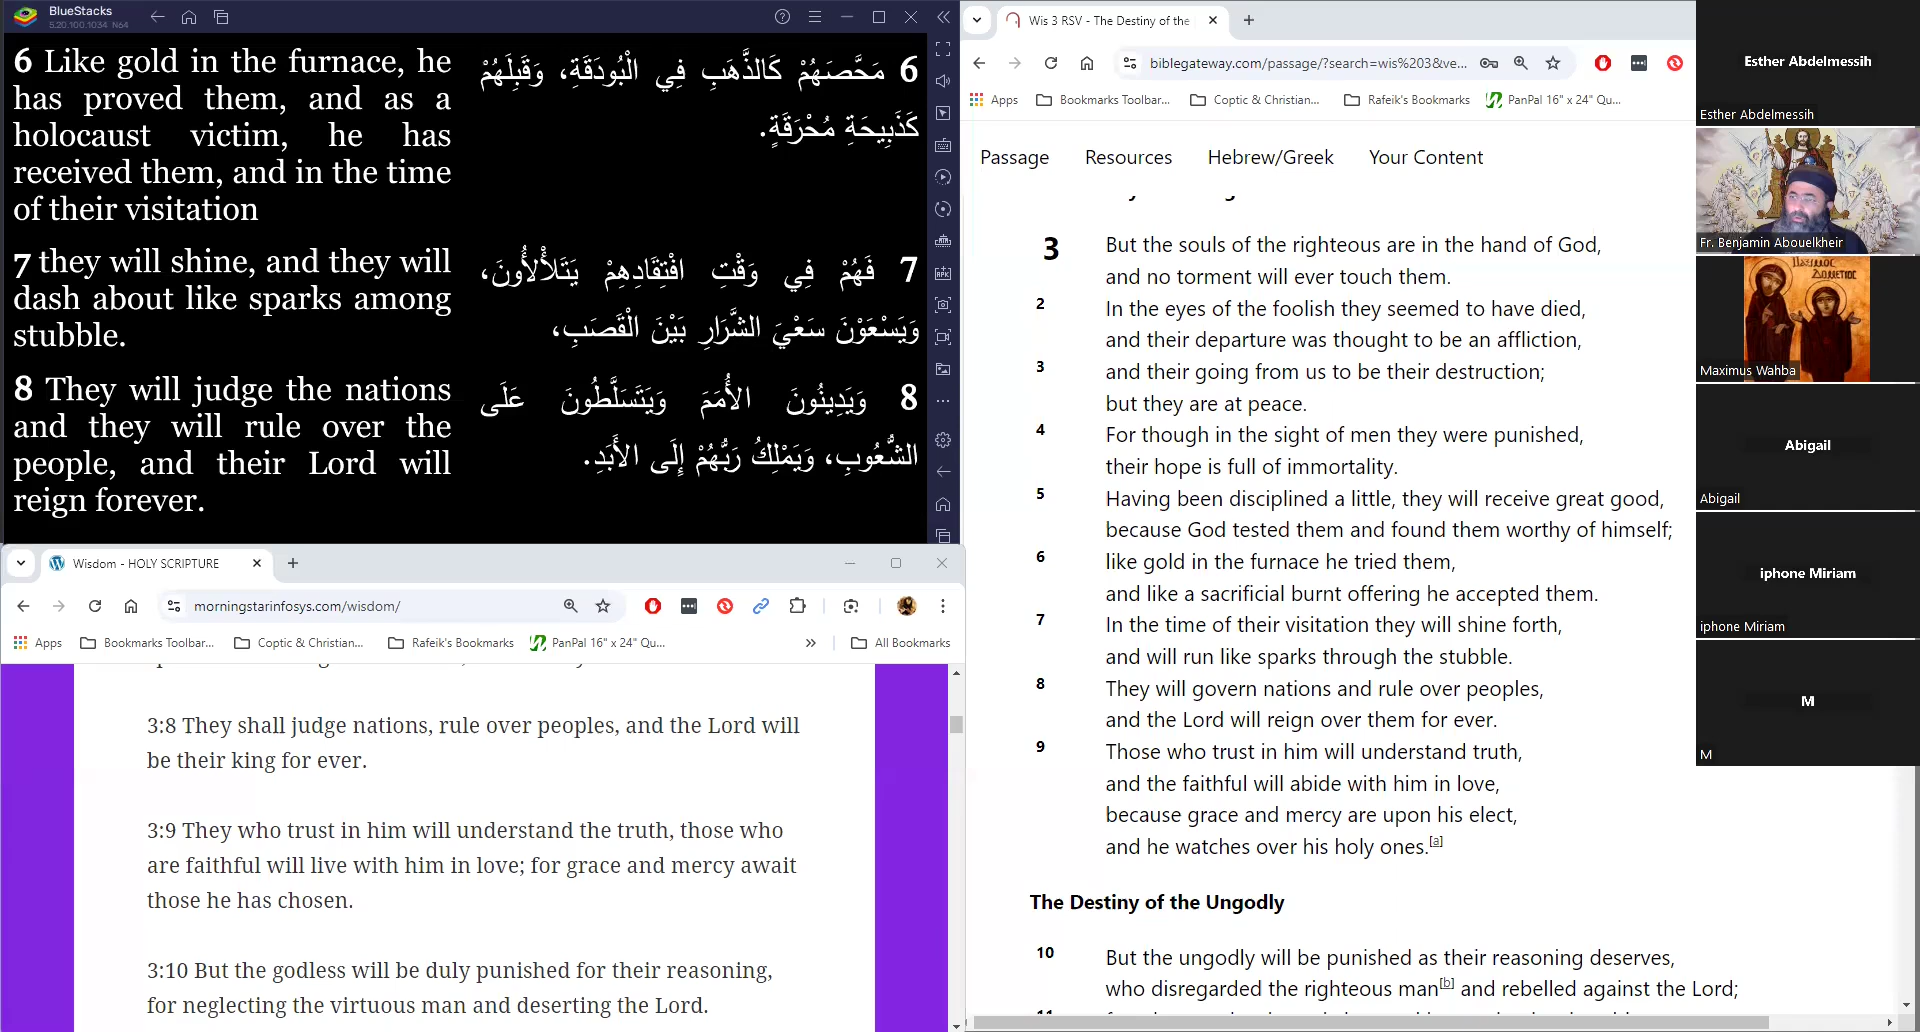 BlueStacks
5.20.100.1034 N64
6 Like gold in the furnace, he
has proved them, and as a
holocaust victim, he has
received them, and in the time
of their visitation
7 they will shine, and they will
dash about like sparks among
stubble.
8 They will judge the nations
and they will rule over the
people, and their Lord will
reign forever.
6 مَحَّصَهُمْ كَالذَّهَبِ فِي الْبُودَقَةِ، وَقَبِلَهُمْ
كَذَبِيحَةِ مُحْرَقَةٍ.
7 فَهُمْ فِي وَقْتِ افْتِقَادِهِمْ يَتَلأْلأُونَ،
وَيَسْعَوْنَ سَعْيَ الشَّرَارِ بَيْنَ الْقَصَبِ،
8 وَيَدِينُونَ الأُمَمَ وَيَتَسَلَّطُونَ عَلَى
الشُّعُوبِ، وَيَمْلِكُ رَبُّهُمْ إِلَى الأَبَدِ.
Wisdom - HOLY SCRIPTURE
morningstarinfosys.com/wisdom/
Apps Bookmarks Toolbar... Coptic & Christian... Rafeik's Bookmarks PanPal 16" x 24" Qu... » All Bookmarks
3:8 They shall judge nations, rule over peoples, and the Lord will
be their king for ever.
3:9 They who trust in him will understand the truth, those who
are faithful will live with him in love; for grace and mercy await
those he has chosen.
3:10 But the godless will be duly punished for their reasoning,
for neglecting the virtuous man and deserting the Lord.
Wis 3 RSV - The Destiny of the
biblegateway.com/passage/?search=wis%203&ve...
Apps Bookmarks Toolbar... Coptic & Christian... Rafeik's Bookmarks PanPal 16" x 24" Qu...
Passage Resources Hebrew/Greek Your Content
3 But the souls of the righteous are in the hand of God,
and no torment will ever touch them.
2 In the eyes of the foolish they seemed to have died,
and their departure was thought to be an affliction,
3 and their going from us to be their destruction;
but they are at peace.
4 For though in the sight of men they were punished,
their hope is full of immortality.
5 Having been disciplined a little, they will receive great good,
because God tested them and found them worthy of himself;
6 like gold in the furnace he tried them,
and like a sacrificial burnt offering he accepted them.
7 In the time of their visitation they will shine forth,
and will run like sparks through the stubble.
8 They will govern nations and rule over peoples,
and the Lord will reign over them for ever.
9 Those who trust in him will understand truth,
and the faithful will abide with him in love,
because grace and mercy are upon his elect,
and he watches over his holy ones.[a]
The Destiny of the Ungodly
10 But the ungodly will be punished as their reasoning deserves,
who disregarded the righteous man[b] and rebelled against the Lord;
Esther Abdelmessih
Esther Abdelmessih
Fr. Benjamin Abouelkheir
Maximus Wahba
Abigail
Abigail
iphone Miriam
iphone Miriam
M
M